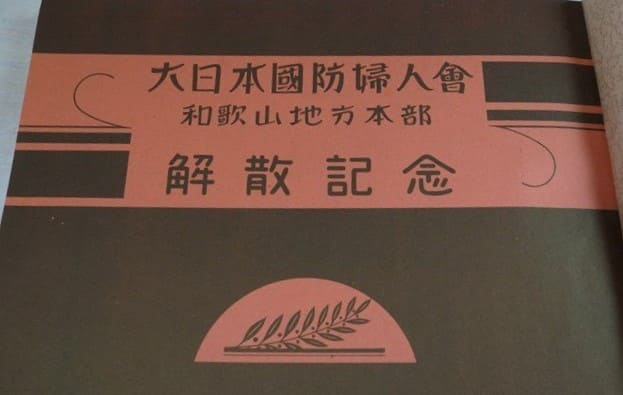 大日本國防婦人會
和歌山地方本部
解散記念